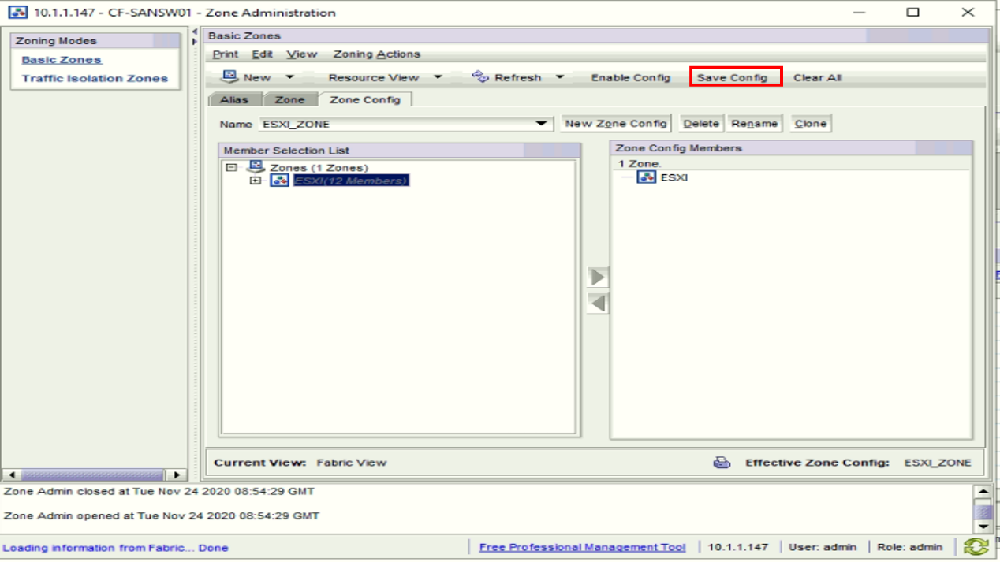 10.1.1.147 - CF-SANSW01 - Zone Administration
Zoning Modes
Basic Zones
Traffic Isolation Zones
Basic Zones
Print Edit View Zoning Actions
New Resource View Refresh Enable Config Save Config Clear All
Alias Zone Zone Config
Name ESXI_ZONE New Zone Config Delete Rename Clone
Member Selection List
Zones (1 Zones)
ESXI(12 Members)
Zone Config Members
1 Zone.
ESXI
Current View: Fabric View Effective Zone Config: ESXI_ZONE
Zone Admin closed at Tue Nov 24 2020 08:54:29 GMT
Zone Admin opened at Tue Nov 24 2020 08:54:29 GMT
Loading information from Fabric... Done Free Professional Management Tool 10.1.1.147 User: admin Role: admin